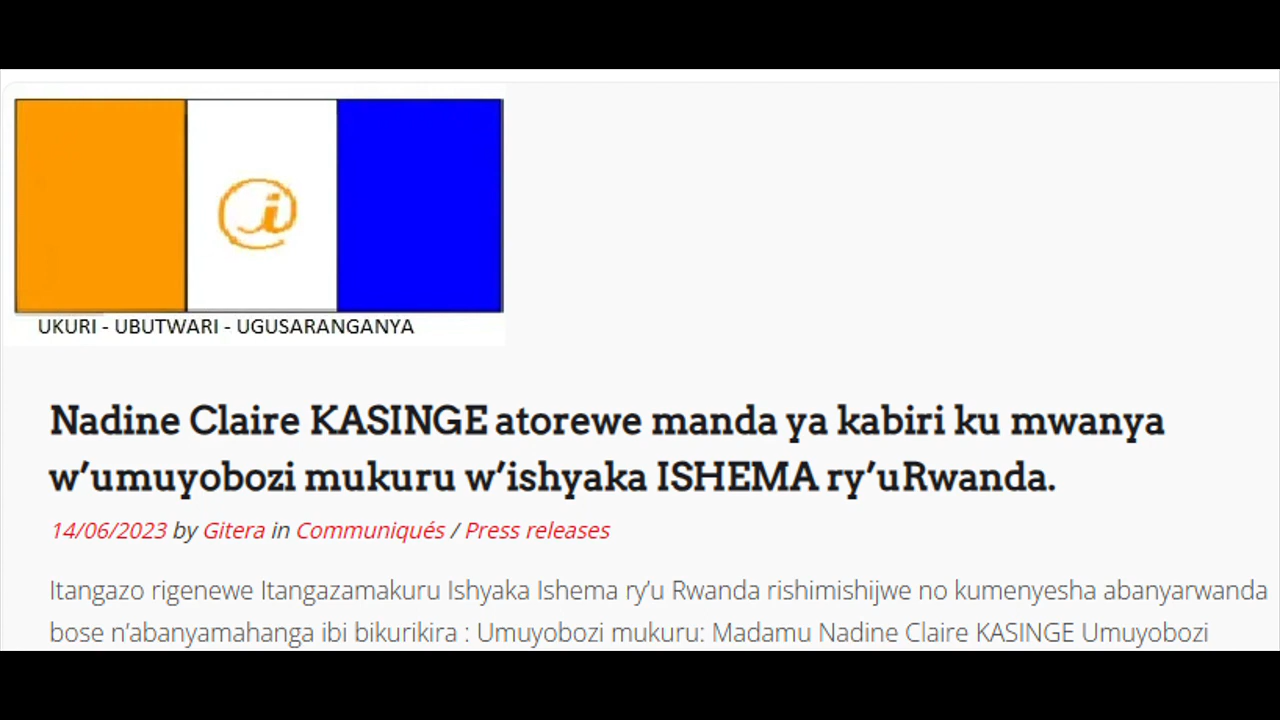 i
UKURI - UBUTWARI - UGUSARANGANYA
Nadine Claire KASINGE atorewe manda ya kabiri ku mwanya
w’umuyobozi mukuru w’ishyaka ISHEMA ry’uRwanda.
14/06/2023 by Gitera in Communiqués / Press releases
Itangazo rigenewe Itangazamakuru Ishyaka Ishema ry’u Rwanda rishimishijwe no kumenyesha abanyarwanda
bose n’abanyamahanga ibi bikurikira : Umuyobozi mukuru: Madamu Nadine Claire KASINGE Umuyobozi